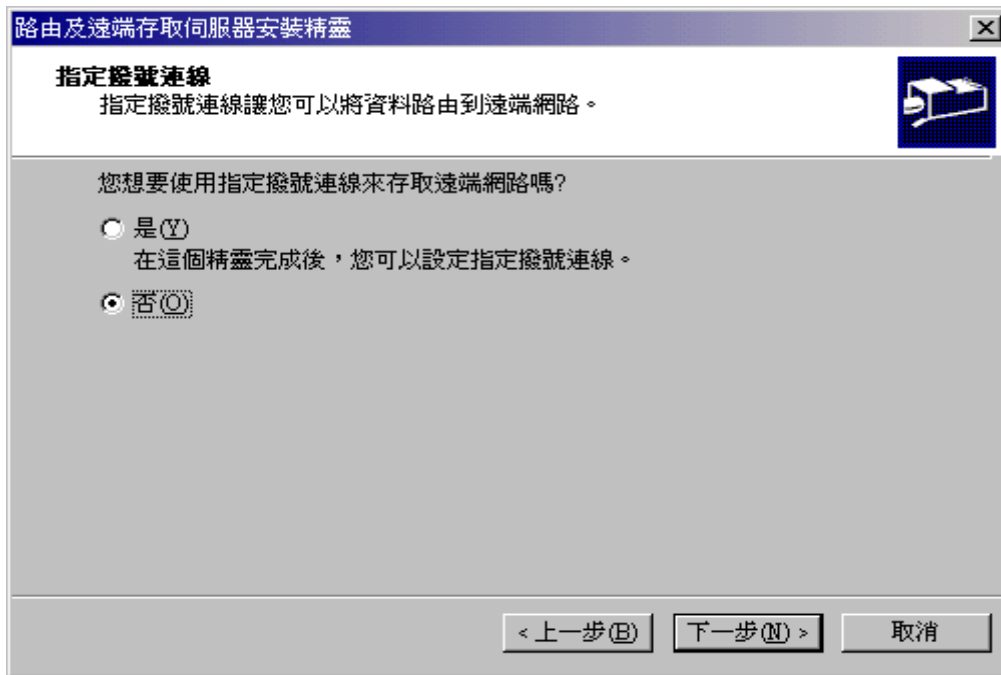 路由及遠端存取伺服器安裝精靈
指定撥號連線
指定撥號連線讓您可以將資料路由到遠端網路。
您想要使用指定撥號連線來存取遠端網路嗎?
是(Y)
在這個精靈完成後，您可以設定指定撥號連線。
否(O)
<上一步(B)
下一步(N)>
取消